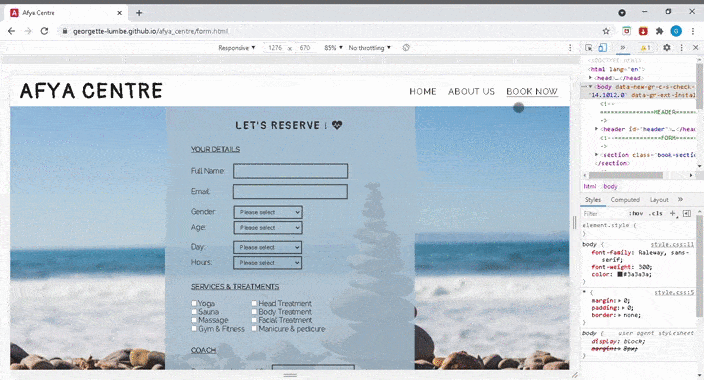 Afya Centre
georgette-lumbe.github.io/afya_centre/form.html
Responsive 1276 x 670 85% No throttling
AFYA CENTRE
HOME ABOUT US BOOK NOW
LET'S RESERVE |
YOUR DETAILS
Full Name:
Email:
Gender: Please select
Age: Please select
Day: Please select
Hours: Please select
SERVICES & TREATMENTS
Yoga Head Treatment
Sauna Body Treatment
Massage Facial Treatment
Gym & Fitness Manicure & pedicure
COACH
<!DOCTYPE html>
<html lang="en">
<head>…</head>
<body data-new-gr-c-s-check-
"14.1012.0" data-gr-ext-instal
<!--
===============HEADER============
->
<header id="header">…</header>
<!--
===============FORM============
->
<section class="book-section
</section>
html body
Styles Computed Layout
Filter :hov .cls
element.style {
}
body { style.css:11
font-family: Raleway, sans-
serif;
font-weight: 300;
color: #3a3a3a;
}
* { style.css:5
margin: 0;
padding: 0;
border: none;
}
body { user agent stylesheet
display: block;
margin: 8px;